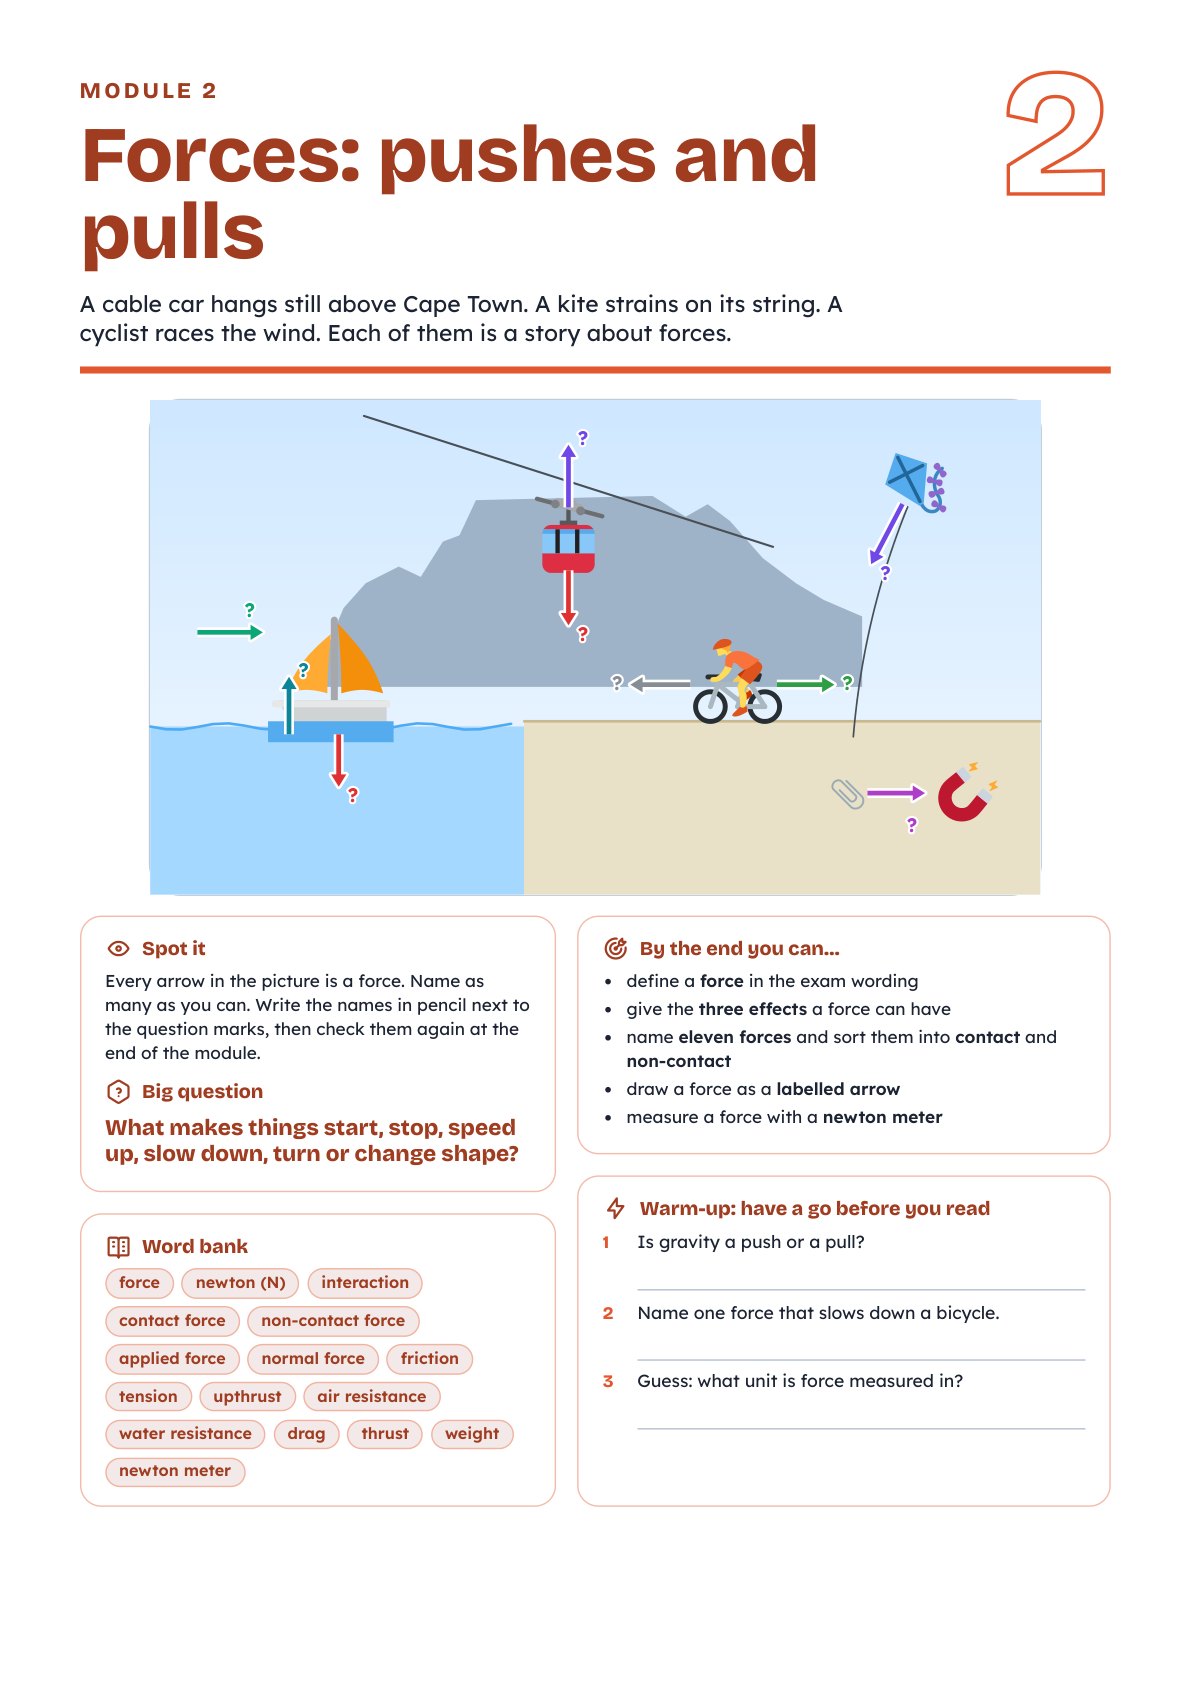 MODULE 2
2
Forces: pushes and
pulls
A cable car hangs still above Cape Town. A kite strains on its string. A
cyclist races the wind. Each of them is a story about forces.
?
?
?
?
?
?
?
?
?
?
Spot it
Every arrow in the picture is a force. Name as
many as you can. Write the names in pencil next to
the question marks, then check them again at the
end of the module.
Big question
What makes things start, stop, speed
up, slow down, turn or change shape?
Word bank
force newton (N) interaction
contact force non-contact force
applied force normal force friction
tension upthrust air resistance
water resistance drag thrust weight
newton meter
By the end you can...
• define a force in the exam wording
• give the three effects a force can have
• name eleven forces and sort them into contact and
non-contact
• draw a force as a labelled arrow
• measure a force with a newton meter
Warm-up: have a go before you read
1 Is gravity a push or a pull?
2 Name one force that slows down a bicycle.
3 Guess: what unit is force measured in?